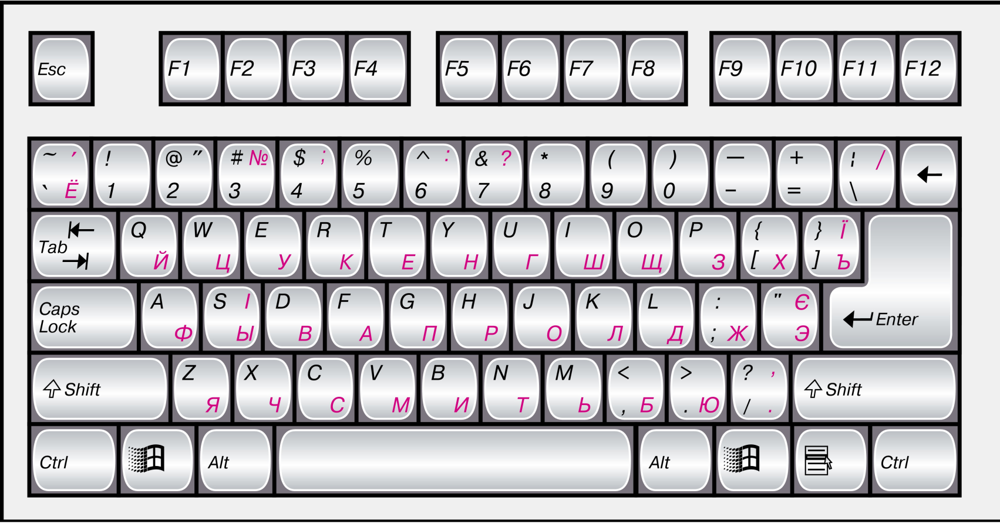 Esc F1 F2 F3 F4 F5 F6 F7 F8 F9 F10 F11 F12
~ ' ! @ " # № $ ; % ^ : & ? * ( ) — + ¦ /
` Ё 1 2 3 4 5 6 7 8 9 0 - = \
Tab Q W E R T Y U I O P { } Ї
Й Ц У К Е Н Г Ш Щ З [ Х ] Ъ
Caps Lock A S І D F G H J K L : " Є Enter
Ф Ы В А П Р О Л Д ; Ж Э
Shift Z X C V B N M < > ? , Shift
Я Ч С М И Т Ь , Б . Ю / .
Ctrl Alt Alt Ctrl